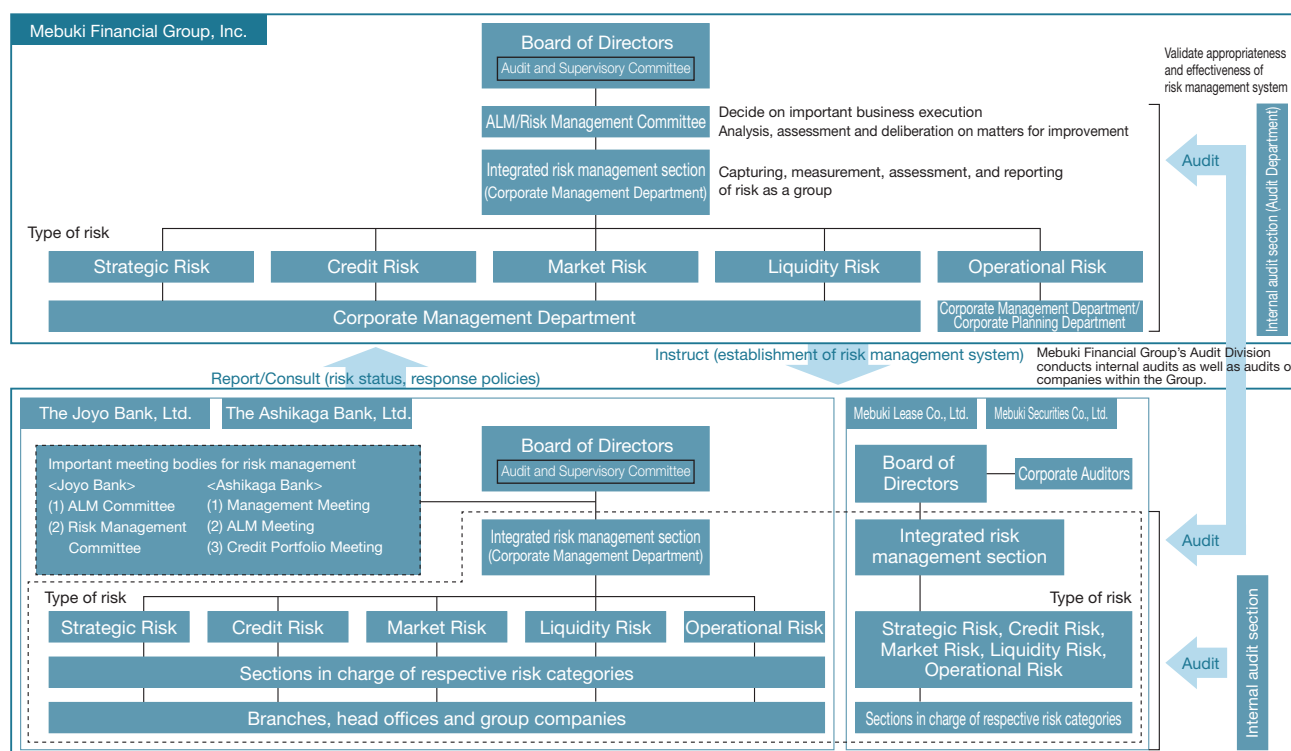 Mebuki Financial Group, Inc.
Board of Directors
Audit and Supervisory Committee
Validate appropriateness
and effectiveness of
risk management system
ALM/Risk Management Committee
Decide on important business execution
Analysis, assessment and deliberation on matters for improvement
Integrated risk management section
(Corporate Management Department)
Capturing, measurement, assessment, and reporting
of risk as a group
Audit
Internal audit section (Audit Department)
Type of risk
Strategic Risk
Credit Risk
Market Risk
Liquidity Risk
Operational Risk
Corporate Management Department
Corporate Management Department/
Corporate Planning Department
Instruct (establishment of risk management system)
Report/Consult (risk status, response policies)
Mebuki Financial Group's Audit Division
conducts internal audits as well as audits o
companies within the Group.
The Joyo Bank, Ltd.
The Ashikaga Bank, Ltd.
Important meeting bodies for risk management
<Joyo Bank>
(1) ALM Committee
(2) Risk Management
Committee
<Ashikaga Bank>
(1) Management Meeting
(2) ALM Meeting
(3) Credit Portfolio Meeting
Board of Directors
Audit and Supervisory Committee
Integrated risk management section
(Corporate Management Department)
Type of risk
Strategic Risk
Credit Risk
Market Risk
Liquidity Risk
Operational Risk
Sections in charge of respective risk categories
Branches, head offices and group companies
Mebuki Lease Co., Ltd.
Mebuki Securities Co., Ltd.
Board of
Directors
Corporate Auditors
Integrated risk
management section
Type of risk
Strategic Risk, Credit Risk,
Market Risk, Liquidity Risk,
Operational Risk
Sections in charge of respective risk categories
Audit
Audit
Internal audit section